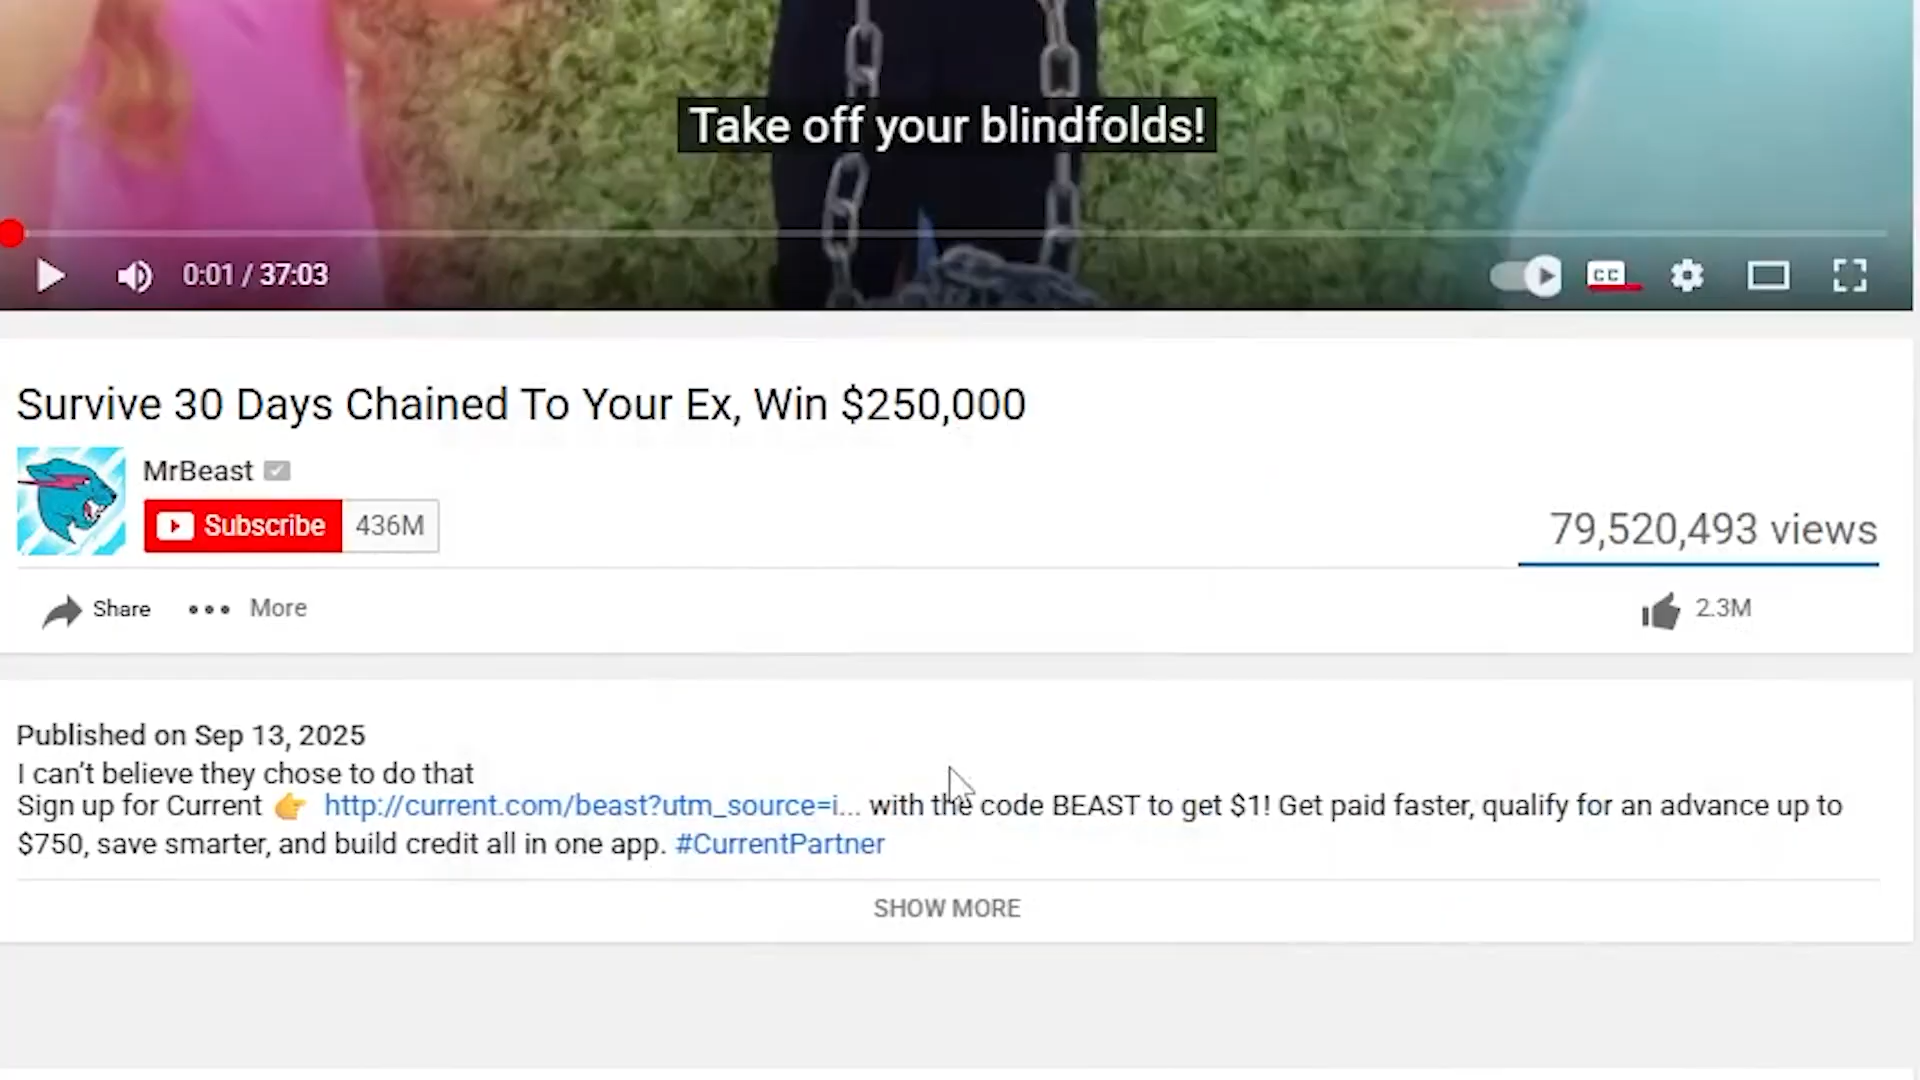 Take off your blindfolds!
0:01 / 37:03
CC
Survive 30 Days Chained To Your Ex, Win $250,000
MrBeast
Subscribe 436M
79,520,493 views
Share ••• More
2.3M
Published on Sep 13, 2025
I can’t believe they chose to do that
Sign up for Current 👉 http://current.com/beast?utm_source=i... with the code BEAST to get $1! Get paid faster, qualify for an advance up to
$750, save smarter, and build credit all in one app. #CurrentPartner
SHOW MORE